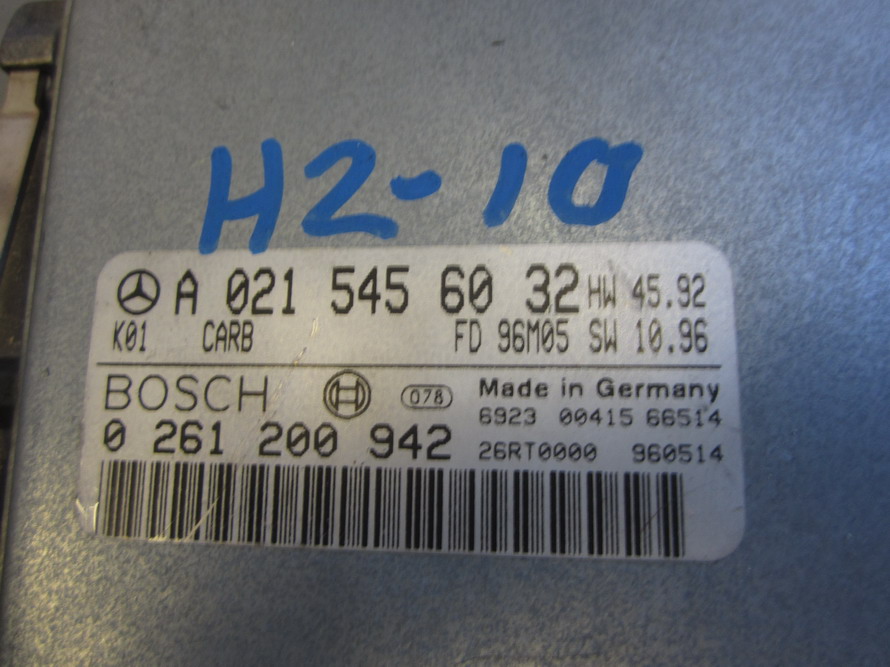 H2-10
A 021 545 60 32 HW 45.92
K01 CARB FD 96M05 SW 10.96
BOSCH 078 Made in Germany
6923 00415 66514
0 261 200 942 26RT0000 960514